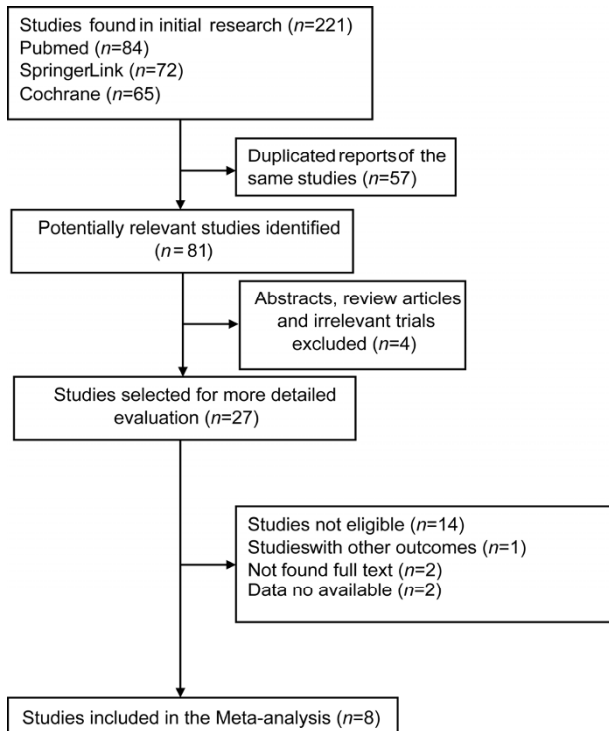 Studies found in initial research (n=221)
Pubmed (n=84)
SpringerLink (n=72)
Cochrane (n=65)
Duplicated reports of the
same studies (n=57)
Potentially relevant studies identified
(n=81)
Abstracts, review articles
and irrelevant trials
excluded (n=4)
Studies selected for more detailed
evaluation (n=27)
Studies not eligible (n=14)
Studieswith other outcomes (n=1)
Not found full text (n=2)
Data no available (n=2)
Studies included in the Meta-analysis (n=8)